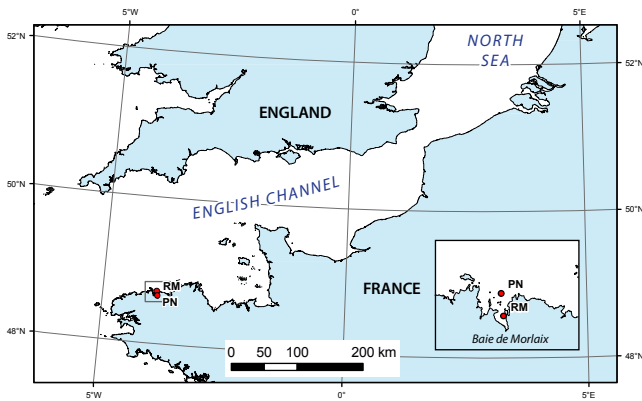 5°W 0° 5°E
52°N
NORTH
SEA
52°N
ENGLAND
50°N
ENGLISH CHANNEL
50°N
FRANCE
PN
RM
RM
PN
Baie de Morlaix
48°N
0 50 100 200 km
48°N
5°W 0° 5°E